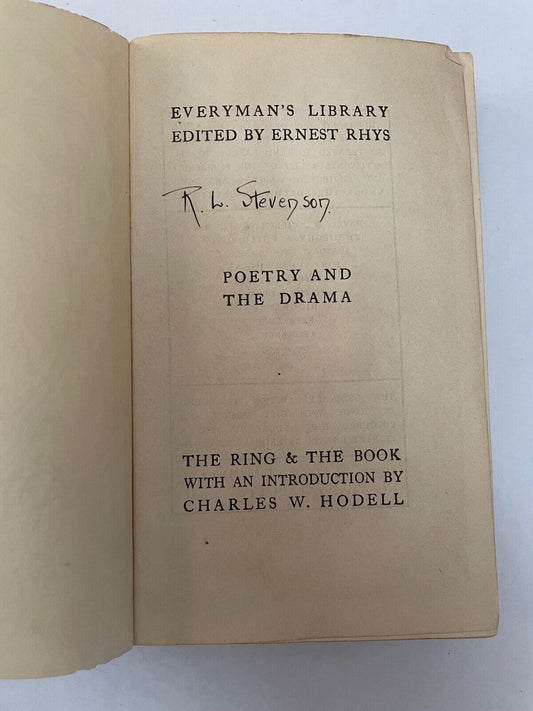 EVERYMAN'S LIBRARY
EDITED BY ERNEST RHYS
R. L. Stevenson.
POETRY AND
THE DRAMA
THE RING & THE BOOK
WITH AN INTRODUCTION BY
CHARLES W. HODELL